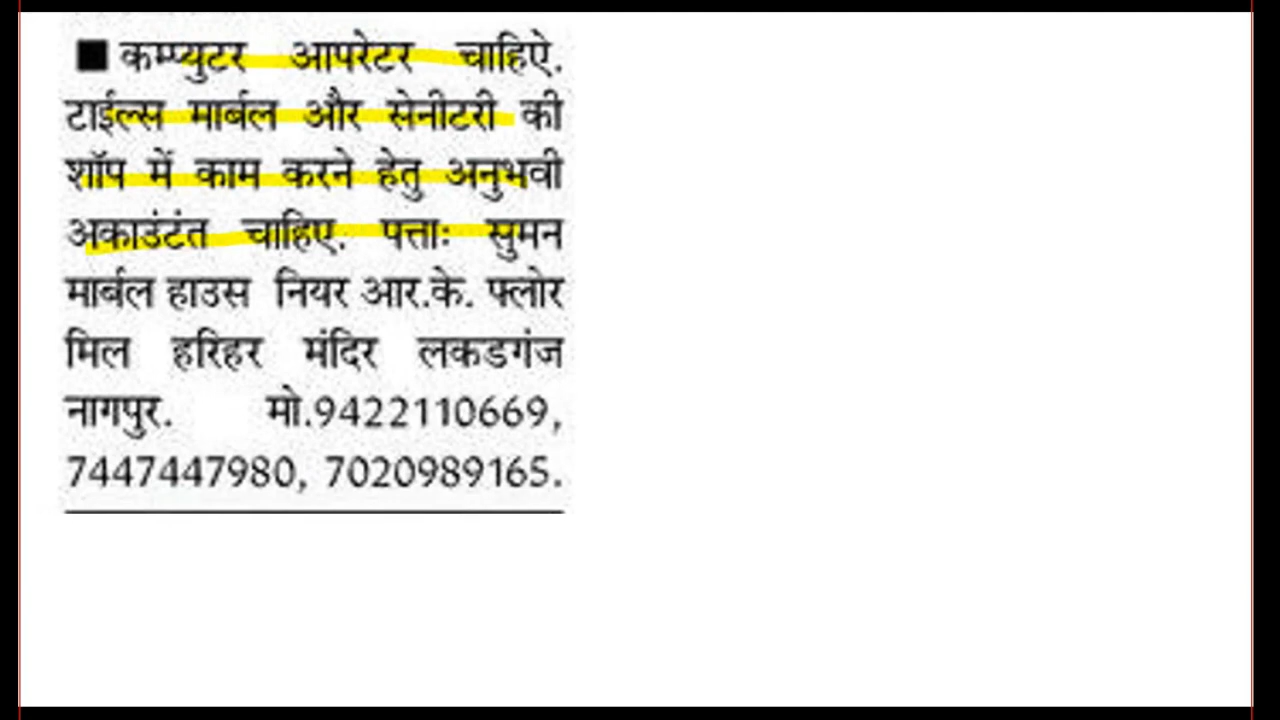 ■ कम्प्युटर आपरेटर चाहिऐ.
टाईल्स मार्बल और सेनीटरी की
शॉप में काम करने हेतु अनुभवी
अकाउंटंत चाहिए. पत्ताः सुमन
मार्बल हाउस नियर आर.के. फ्लोर
मिल हरिहर मंदिर लकडगंज
नागपुर. मो.9422110669,
7447447980, 7020989165.